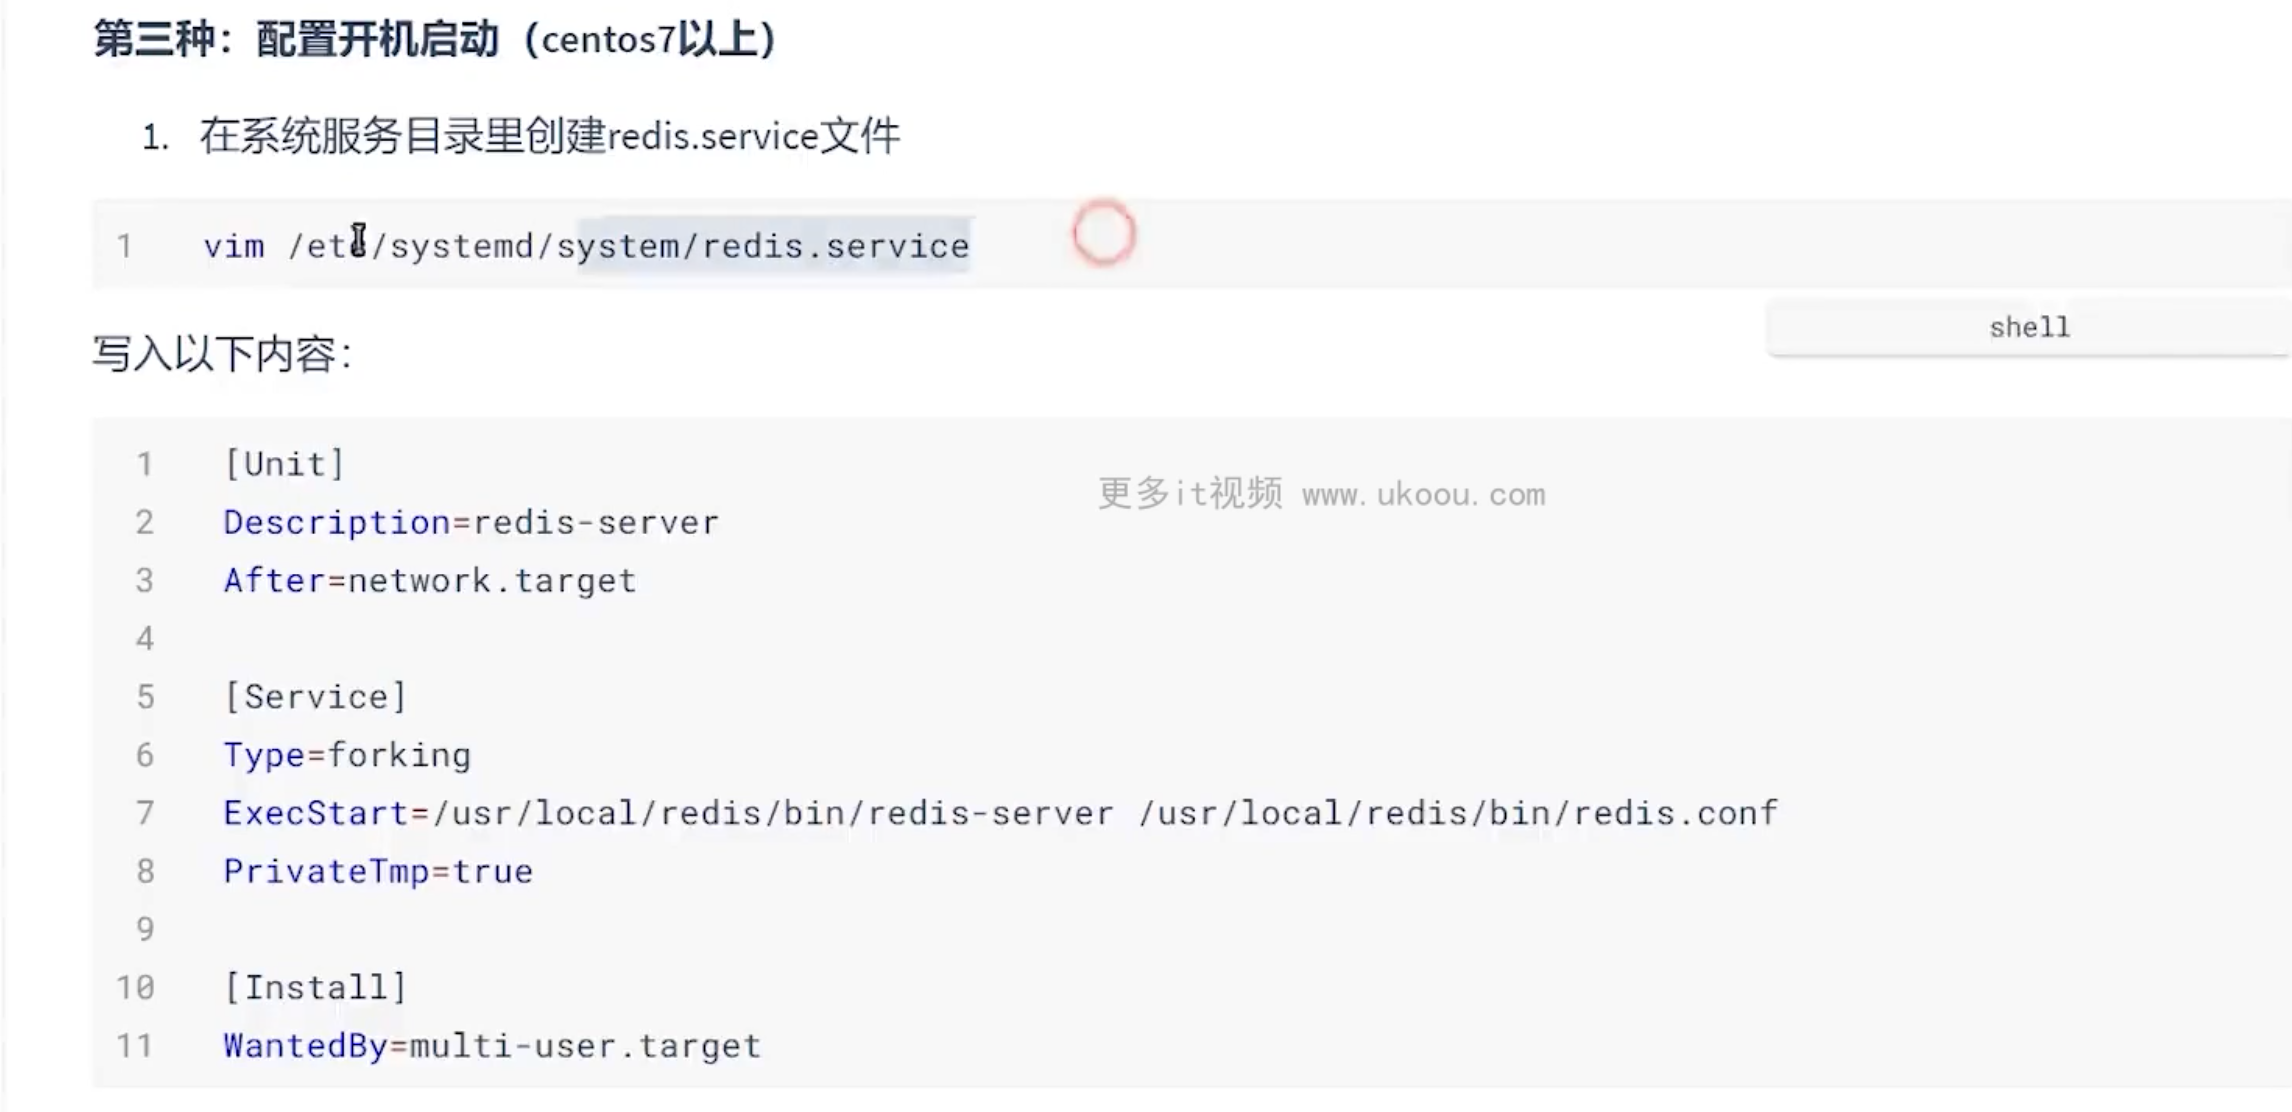 第三种：配置开机启动（centos7以上）
1. 在系统服务目录里创建redis.service文件
1 vim /etc/systemd/system/redis.service
shell
写入以下内容：
1 [Unit]
更多it视频 www.ukoou.com
2 Description=redis-server
3 After=network.target
4
5 [Service]
6 Type=forking
7 ExecStart=/usr/local/redis/bin/redis-server /usr/local/redis/bin/redis.conf
8 PrivateTmp=true
9
10 [Install]
11 WantedBy=multi-user.target